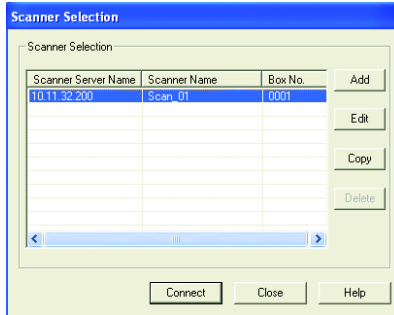 Scanner Selection
Scanner Selection
Scanner Server Name Scanner Name Box No.
10.11.32.200 Scan_01 0001
Add
Edit
Copy
Delete
Connect Close Help